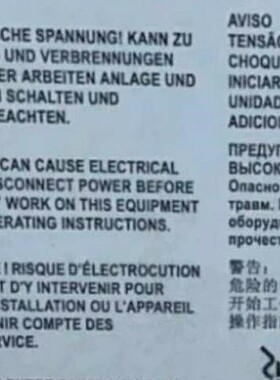 CHE SPANNUNG! KANN ZU
UND VERBRENNUNGEN
ER ARBEITEN ANLAGE UND
SCHALTEN UND
EACHTEN.
CAN CAUSE ELECTRICAL
SCONNECT POWER BEFORE
WORK ON THIS EQUIPMENT
ERATING INSTRUCTIONS.
! RISQUE D'ÉLECTROCUTION
T D'Y INTERVENIR POUR
STALLATION OU L'APPAREIL
NIR COMPTE DES
RVICE.
AVISO
TENSÃ
CHOQU
INICIAR
UNIDAD
ADICION
ПРЕДУП
ВЫСОК
Опасно
травм.
оборуд
прочест
警告:
危险的
开始工
操作指